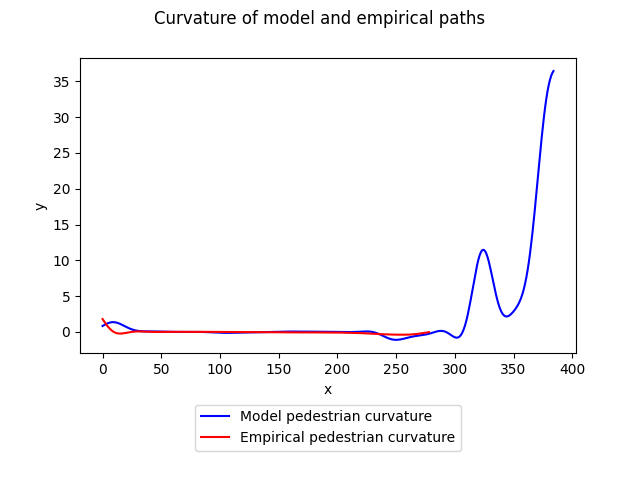 Curvature of model and empirical paths
35
30
25
20
15
10
5
0
y
0 50 100 150 200 250 300 350 400
x
Model pedestrian curvature
Empirical pedestrian curvature